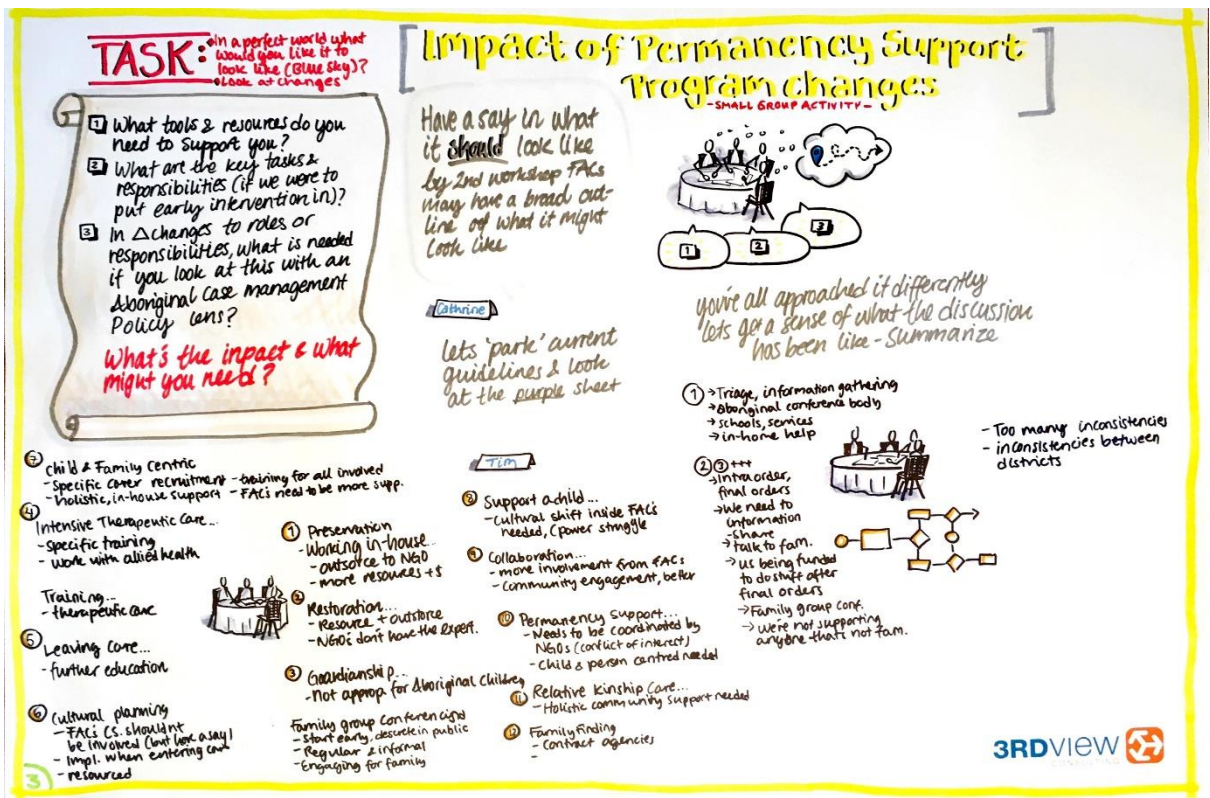 TASK:
• In a perfect world what
would you like it to
look like (Blue Sky)?
• Look at changes
1 What tools & resources do you
need to support you?
2 What are the key tasks &
responsibilities (if we were to
put early intervention in)?
3 In △changes to roles or
responsibilities, what is needed
if you look at this with an
Aboriginal Case management
Policy lens?
What's the inpact & what
might you need?
Impact of Permanency Support
Program changes
- SMALL GROUP ACTIVITY -
Have a say in what
it should look like
by 2nd workshop FACs
may have a broad out-
line of what it might
look like
Cathrine
Lets 'park' current
guidelines & look
at the purple sheet
1
2
3
you've all approached it differently
lets get a sense of what the discussion
has been like - Summarize
1 → Triage, information gathering
→ Aboriginal conference body
→ schools, services
→ in-home help
2 3 +++
→ Intra order,
final orders
→ We need to
information
- share
→ talk to fam.
→ us being funded
to do stuff after
final orders
→ Family group conf.
→ We're not supporting
anyone that's not fam.
- Too many inconsistencies
- inconsistencies between
districts
7 Child & Family Centric
- Specific carer recruitment - training for all involved
- holistic, in-house support - FACs need to be more supp.
4
Intensive Therapeutic Care...
- Specific training
- work with allied health
Training...
- therapeutic care
5 Leaving Care...
- further education
6 Cultural planning
- FACs CS. shouldnt
be involved (but have a say)
- Impl. when entering care
- resourced
1 Preservation
- Working in-house...
- outsorce to NGO
- more resources + $
2 Restoration...
- Resource + outsorce
- NGOs don't have the expert.
3 Guardianship...
- Not approp. for Aboriginal children
Family group conferencing
- Start early, descrete in public
- Regular & informal
- Engaging for family
Tim
8 Support a child...
- Cultural shift inside FACs
needed, (power struggle
9 Collaboration...
- more involvement from FACs
- Community engagement, better
10 Permanency Support...
- Needs to be coordinated by
NGOs (conflict of interest)
- Child & person centred needed
11 Relative Kinship Care...
- Holistic community support needed
12 Family finding
- Contract agencies
-
3
3RDVIEW
CONSULTING